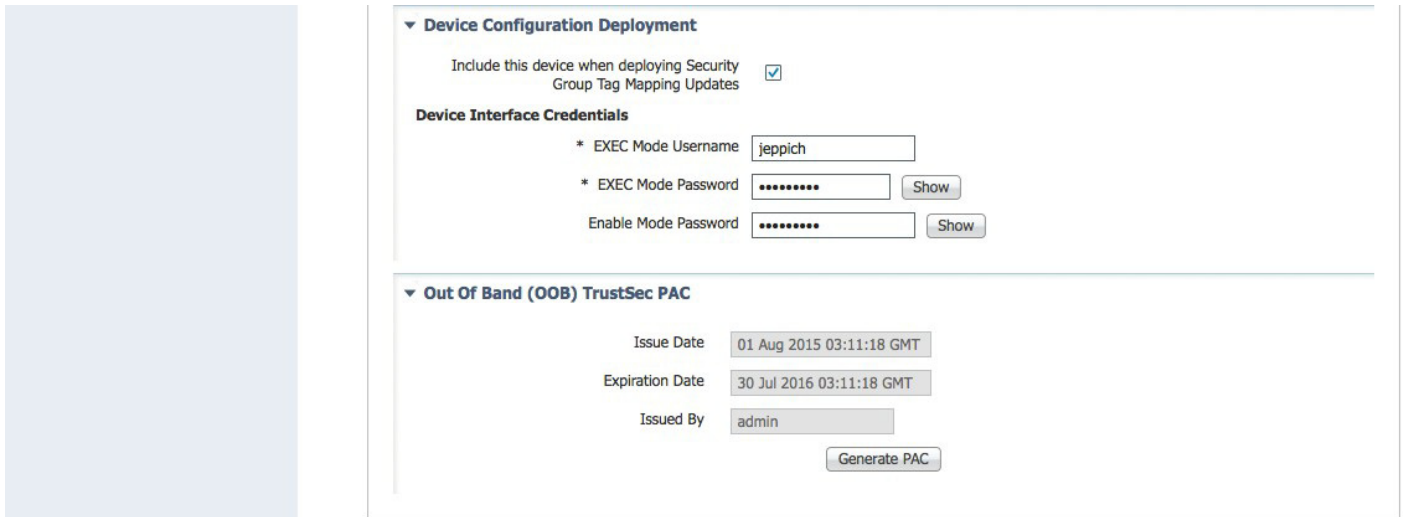 Device Configuration Deployment
Include this device when deploying Security
Group Tag Mapping Updates
Device Interface Credentials
* EXEC Mode Username jeppich
* EXEC Mode Password ••••••••• Show
Enable Mode Password ••••••••• Show
Out Of Band (OOB) TrustSec PAC
Issue Date 01 Aug 2015 03:11:18 GMT
Expiration Date 30 Jul 2016 03:11:18 GMT
Issued By admin
Generate PAC